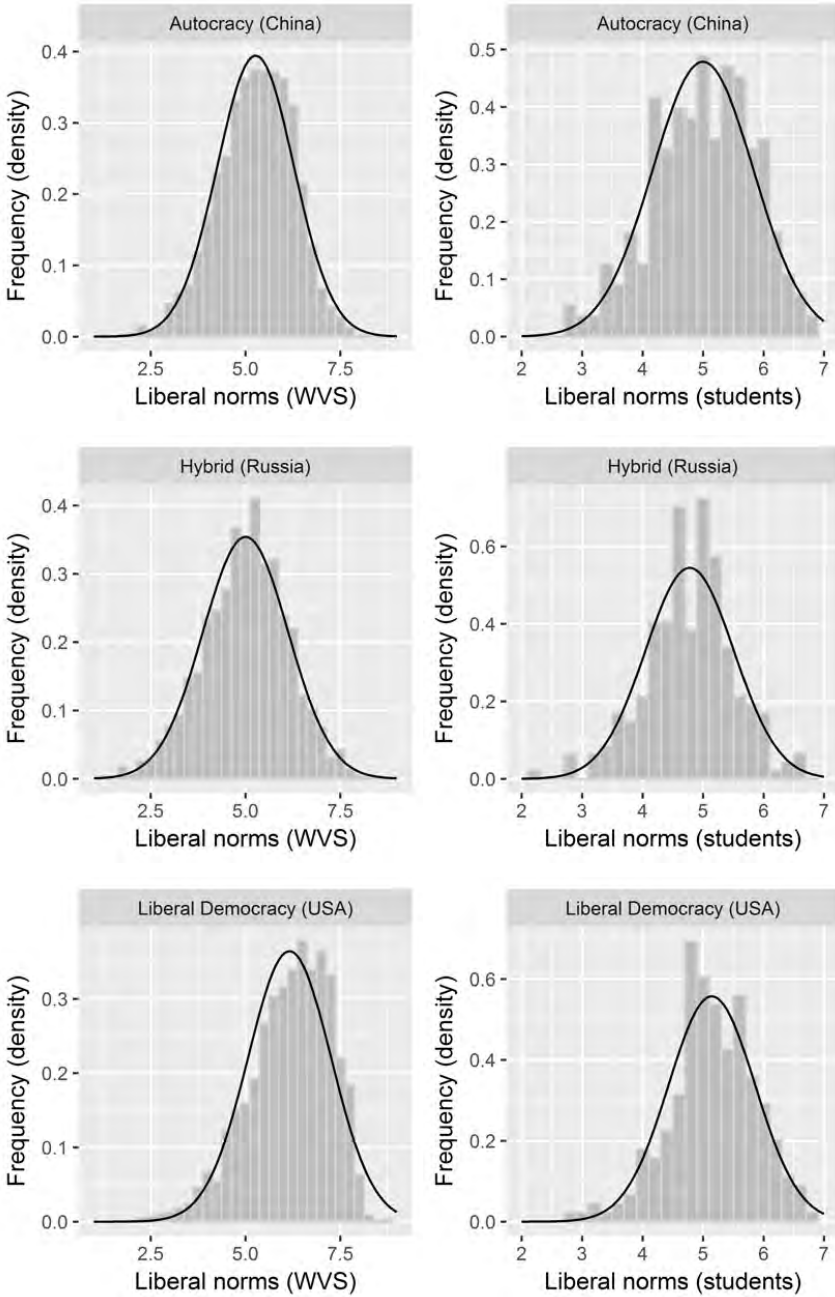 Autocracy (China)
Frequency (density)
0.4
0.3
0.2
0.1
0.0
2.5 5.0 7.5
Liberal norms (WVS)
Autocracy (China)
Frequency (density)
0.5
0.4
0.3
0.2
0.1
0.0
2 3 4 5 6 7
Liberal norms (students)
Hybrid (Russia)
Frequency (density)
0.4
0.3
0.2
0.1
0.0
2.5 5.0 7.5
Liberal norms (WVS)
Hybrid (Russia)
Frequency (density)
0.6
0.4
0.2
0.0
2 3 4 5 6 7
Liberal norms (students)
Liberal Democracy (USA)
Frequency (density)
0.3
0.2
0.1
0.0
2.5 5.0 7.5
Liberal norms (WVS)
Liberal Democracy (USA)
Frequency (density)
0.6
0.4
0.2
0.0
2 3 4 5 6 7
Liberal norms (students)